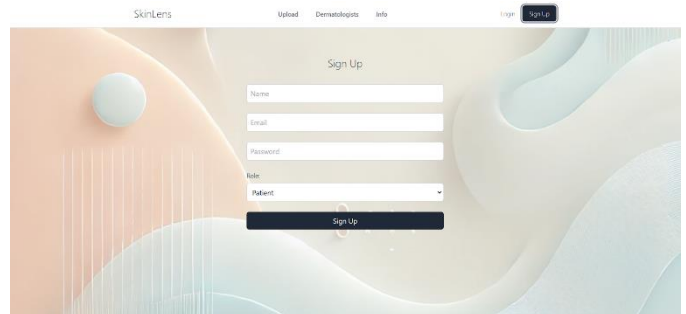 SkinLens
Upload Dermatologists Info
Login Sign Up
Sign Up
Name
Email
Password
Role
Patient
Sign Up